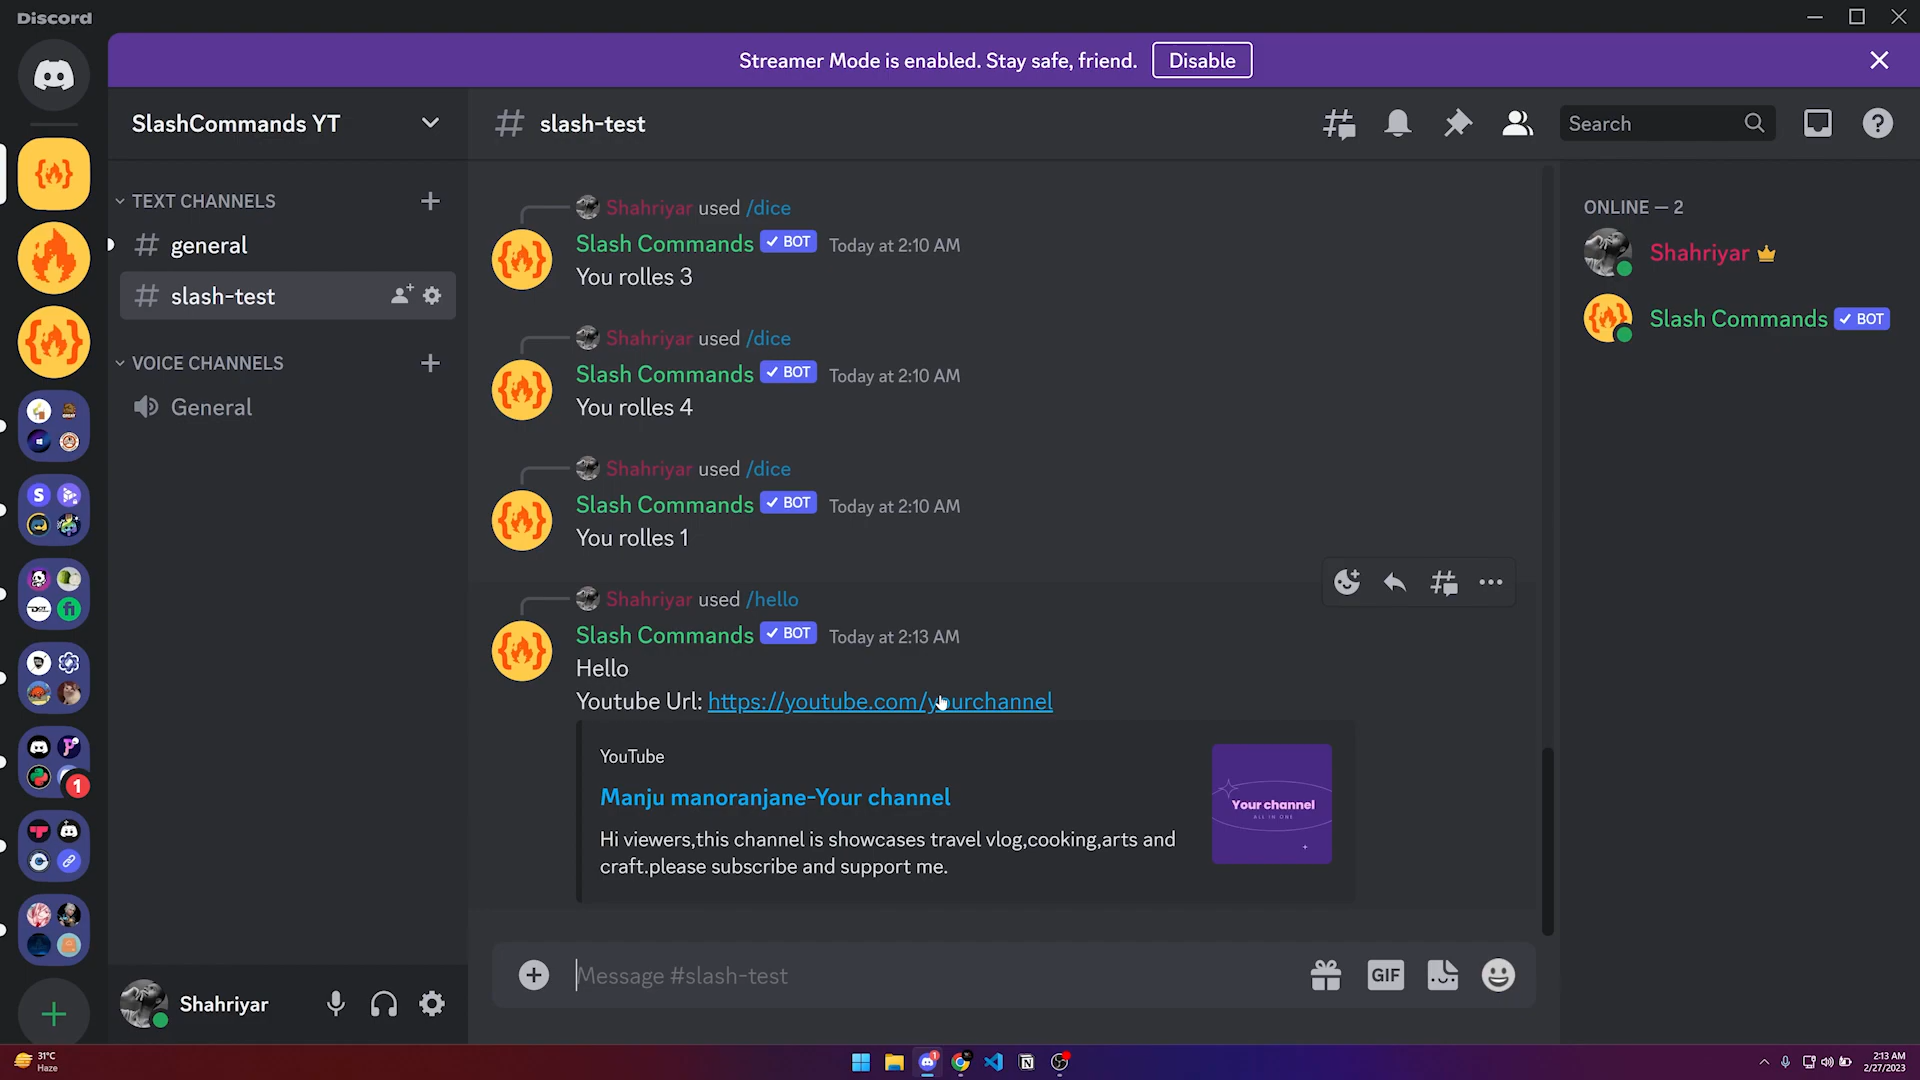 Discord
Streamer Mode is enabled. Stay safe, friend.
Disable
SlashCommands YT
slash-test
Search
TEXT CHANNELS
general
slash-test
VOICE CHANNELS
General
Shahriyar used /dice
Slash Commands BOT Today at 2:10 AM
You rolles 3
Shahriyar used /dice
Slash Commands BOT Today at 2:10 AM
You rolles 4
Shahriyar used /dice
Slash Commands BOT Today at 2:10 AM
You rolles 1
Shahriyar used /hello
Slash Commands BOT Today at 2:13 AM
Hello
Youtube Url: https://youtube.com/yourchannel
YouTube
Manju manoranjane-Your channel
Hi viewers,this channel is showcases travel vlog,cooking,arts and
craft.please subscribe and support me.
Your channel
ALL IN ONE
Message #slash-test
GIF
ONLINE — 2
Shahriyar
Slash Commands BOT
1
Shahriyar
31°C
Haze
2:13 AM
2/27/2023